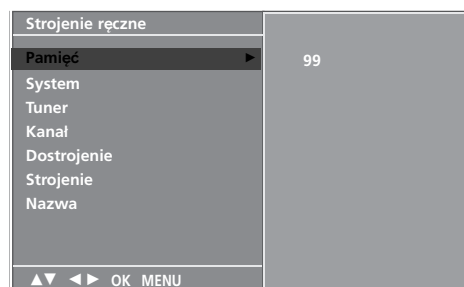 Strojenie ręczne
Pamięć ►
99
System
Tuner
Kanał
Dostrojenie
Strojenie
Nazwa
▲▼ ◄► OK MENU